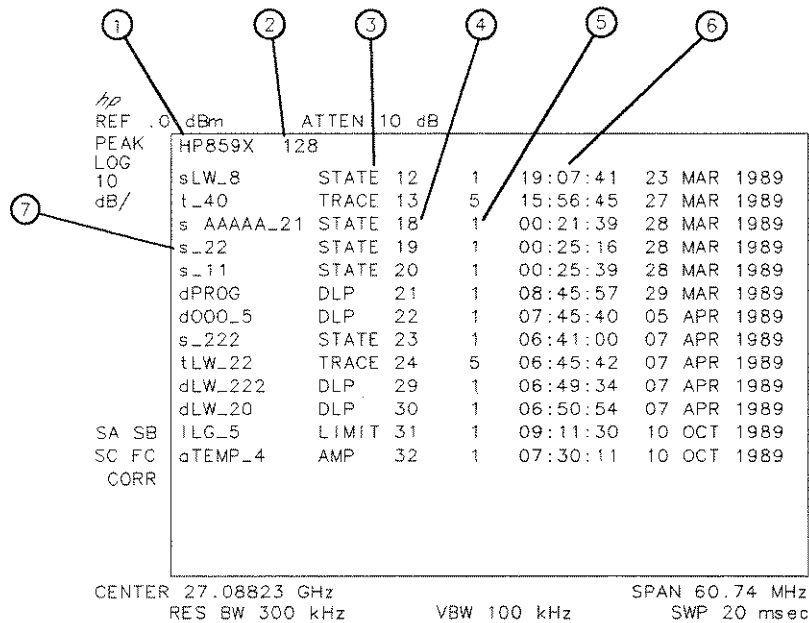 1 2 3 4 5 6
hp
REF .0 dBm ATTEN 10 dB
PEAK HP859X 128
LOG
10 sLW_8 STATE 12 1 19:07:41 23 MAR 1989
dB/ t_40 TRACE 13 5 15:56:45 27 MAR 1989
s AAAAA_21 STATE 18 1 00:21:39 28 MAR 1989
7 s_22 STATE 19 1 00:25:16 28 MAR 1989
s_11 STATE 20 1 00:25:39 28 MAR 1989
dPROG DLP 21 1 08:45:57 29 MAR 1989
dOOO_5 DLP 22 1 07:45:40 05 APR 1989
s_222 STATE 23 1 06:41:00 07 APR 1989
tLW_22 TRACE 24 5 06:45:42 07 APR 1989
dLW_222 DLP 29 1 06:49:34 07 APR 1989
dLW_20 DLP 30 1 06:50:54 07 APR 1989
SA SB lLG_5 LIMIT 31 1 09:11:30 10 OCT 1989
SC FC aTEMP_4 AMP 32 1 07:30:11 10 OCT 1989
CORR
CENTER 27.08823 GHz SPAN 60.74 MHz
RES BW 300 kHz VBW 100 kHz SWP 20 msec